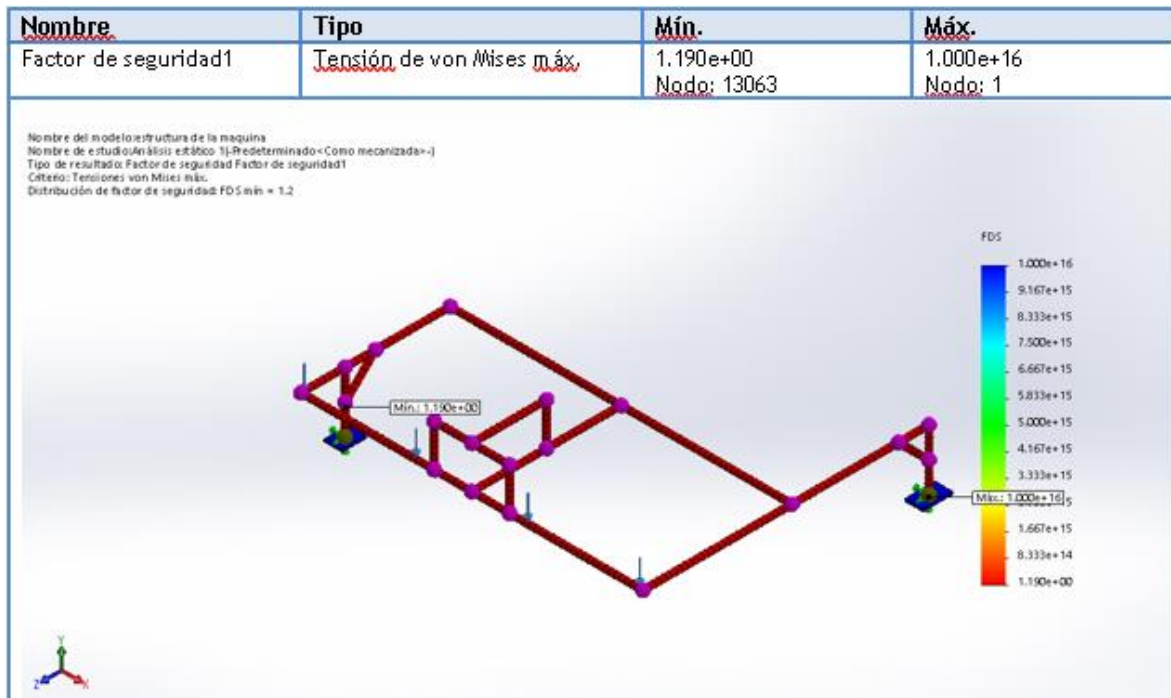 Nombre Tipo Mín. Máx.
Factor de seguridad1 Tensión de von Mises máx. 1.190e+00 1.000e+16
Nodo: 13063 Nodo: 1
Nombre del modelo:estructura de la maquina
Nombre de estudio:Análisis estático 1(-Predeterminado<Como mecanizada>-)
Tipo de resultado: Factor de seguridad Factor de seguridad1
Criterio: Tensiones von Mises máx.
Distribución de factor de seguridad: FDS mín = 1.2
FDS
1.000e+16
9.167e+15
8.333e+15
7.500e+15
6.667e+15
5.833e+15
5.000e+15
4.167e+15
3.333e+15
Mín.: 1.190e+00
Máx.: 1.000e+16
1.667e+15
8.333e+14
1.190e+00
Y
Z X